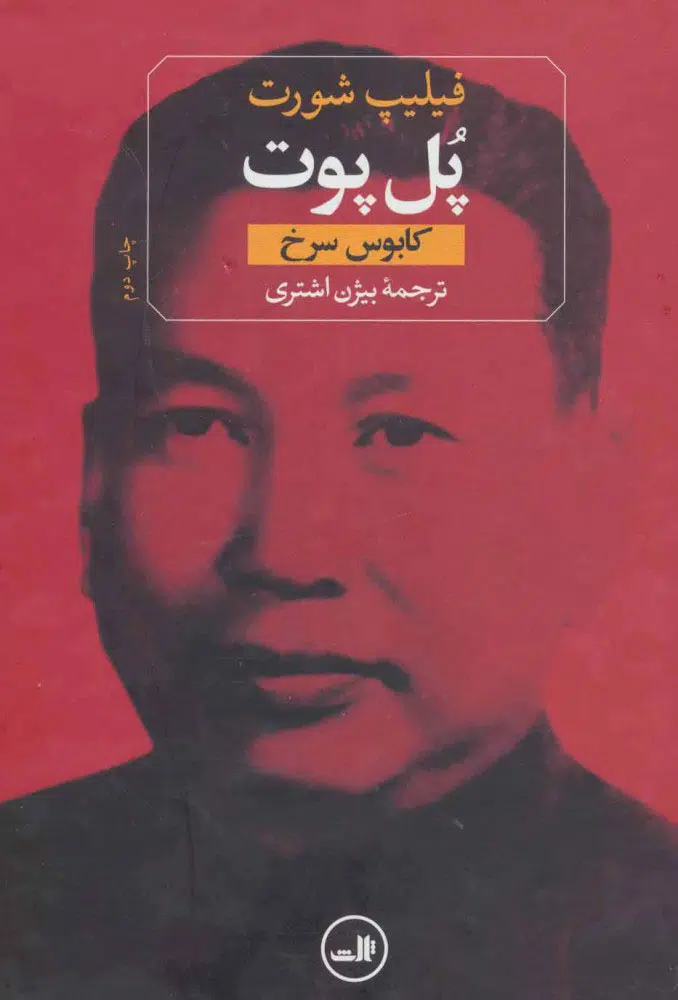 فیلیپ شورت
پُل پوت
کابوس سرخ
ترجمهٔ بیژن اشتری
چاپ دوم
ثالث